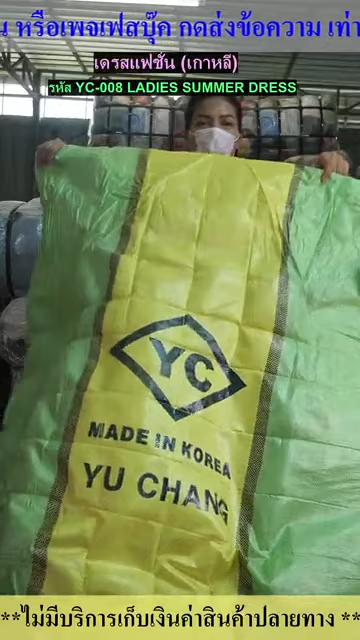 น หรือเพจเฟสบุ๊ค กดส่งข้อความ เท่า
เดรสแฟชั่น (เกาหลี)
รหัส YC-008 LADIES SUMMER DRESS
YC
MADE IN KOREA
YU CHANG
**ไม่มีบริการเก็บเงินค่าสินค้าปลายทาง **